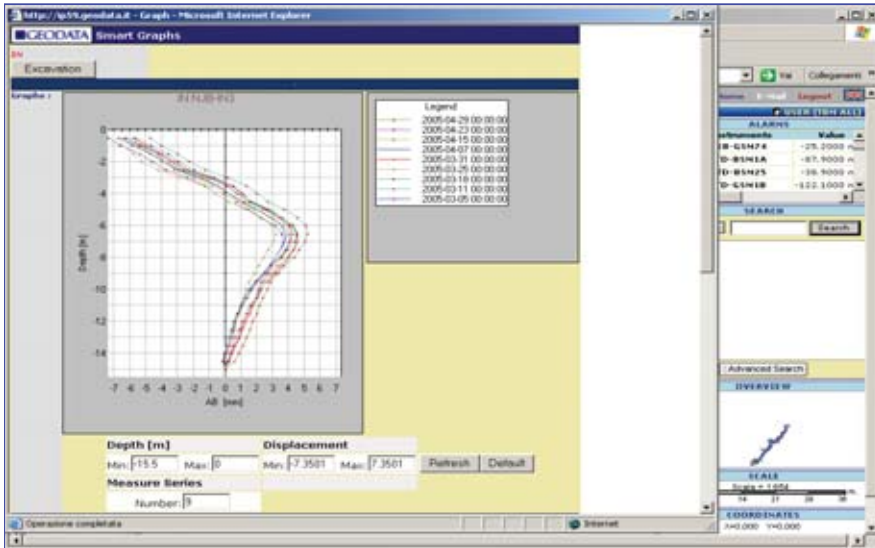 http://ip59.geodata.it - Graph - Microsoft Internet Explorer
GEODATA Smart Graphs
EN
Excavation
Graphs :
Legend
2005-04-29 00:00:00
2005-04-23 00:00:00
2005-04-15 00:00:00
2005-04-07 00:00:00
2005-03-31 00:00:00
2005-03-25 00:00:00
2005-03-18 00:00:00
2005-03-11 00:00:00
2005-03-05 00:00:00
0
-2
-4
-6
-8
-10
-12
-14
Depth [m]
-7 -6 -5 -4 -3 -2 -1 0 1 2 3 4 5 6 7
AB [mm]
Depth [m] Displacement
Min: -15.5 Max: 0 Min: -7.3501 Max: 7.3501 Refresh Default
Measure Series
Number: 9
Operazione completata Internet
Vai Collegamenti
Home E-mail Logout
ALARMS
Value
-25.2000
-87.9000
-38.9000
-122.1000
SEARCH
Search
Advanced Search
OVERVIEW
SCALE
COORDINATES
X=0.000 Y=0.000